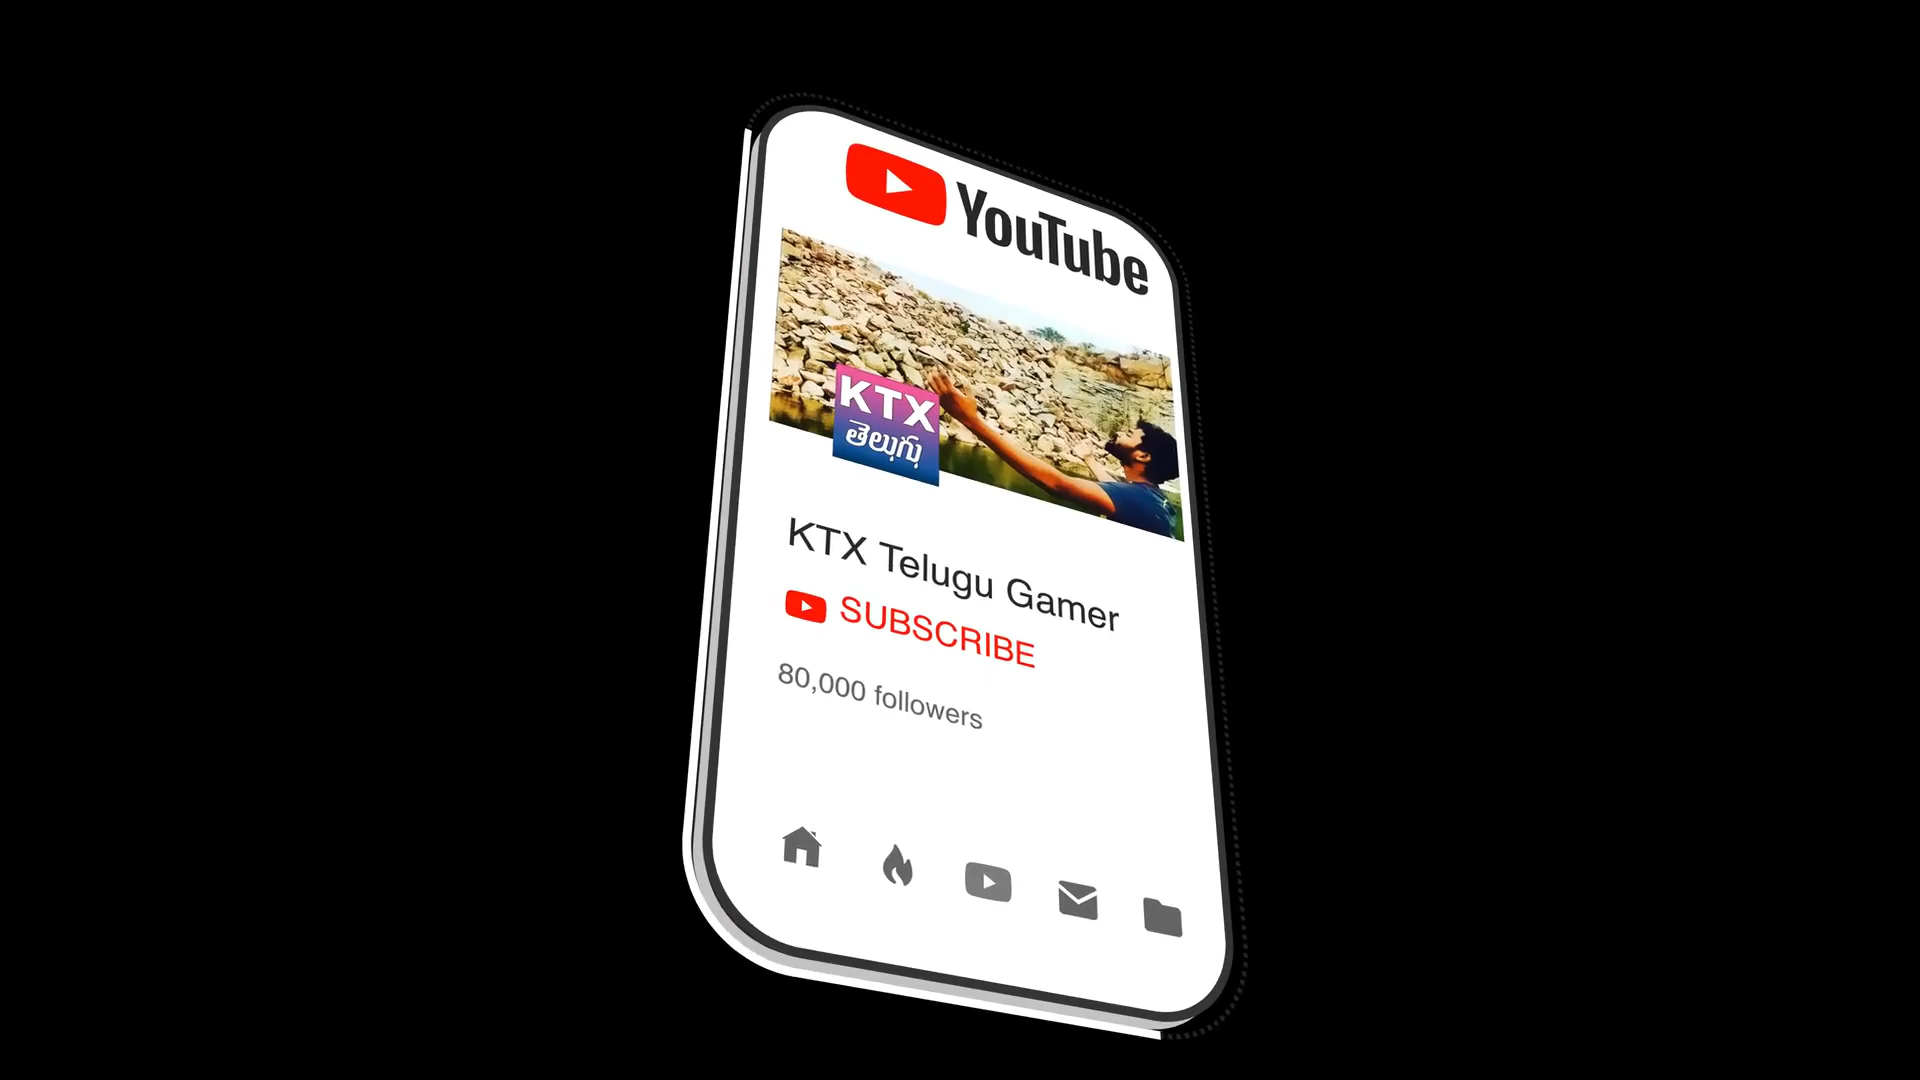 YouTube
KTX
తెలుగు
KTX Telugu Gamer
SUBSCRIBE
80,000 followers